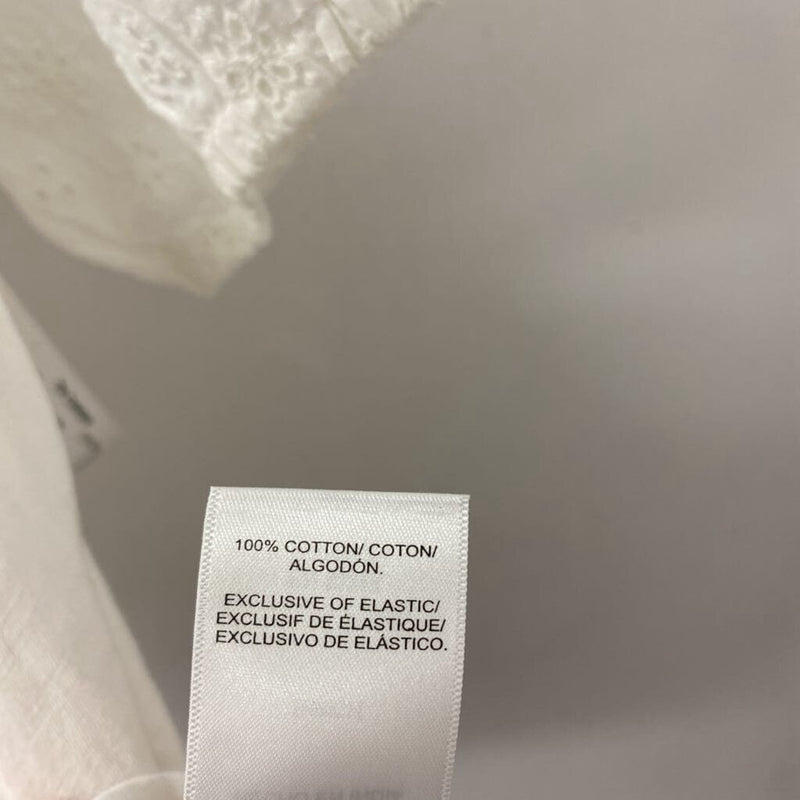 100% COTTON/ COTON/
ALGODÓN.
EXCLUSIVE OF ELASTIC/
EXCLUSIF DE ÉLASTIQUE/
EXCLUSIVO DE ELÁSTICO.